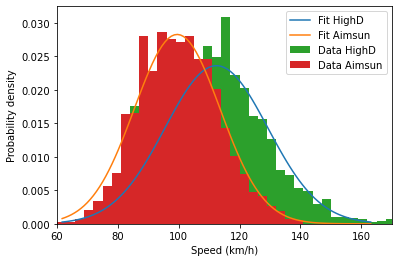 0.030
0.025
0.020
0.015
0.010
0.005
0.000
Probability density
60 80 100 120 140 160
Speed (km/h)
Fit HighD
Fit Aimsun
Data HighD
Data Aimsun